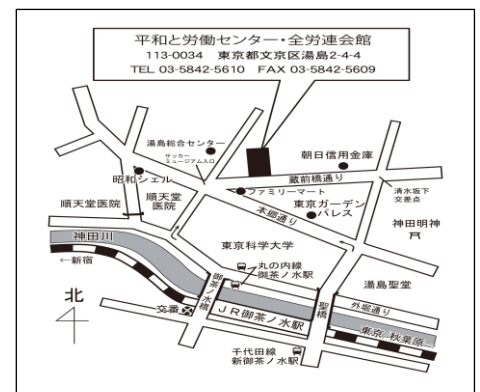 平和と労働センター・全労連会館
113-0034　東京都文京区湯島2-4-4
TEL 03-5842-5610　FAX 03-5842-5609
湯島総合センター
サッカー
ミュージアム入口
朝日信用金庫
昭和シェル
蔵前橋通り
ファミリーマート
清水坂下
交差点
順天堂医院
順天堂
医院
東京ガーデン
パレス
本郷通り
神田明神
神田川
東京科学大学
←新宿
丸の内線
御茶ノ水駅
湯島聖堂
御茶ノ水橋
聖橋
外堀通り
北
交番
JR御茶ノ水駅
東京、秋葉原→
千代田線
新御茶ノ水駅